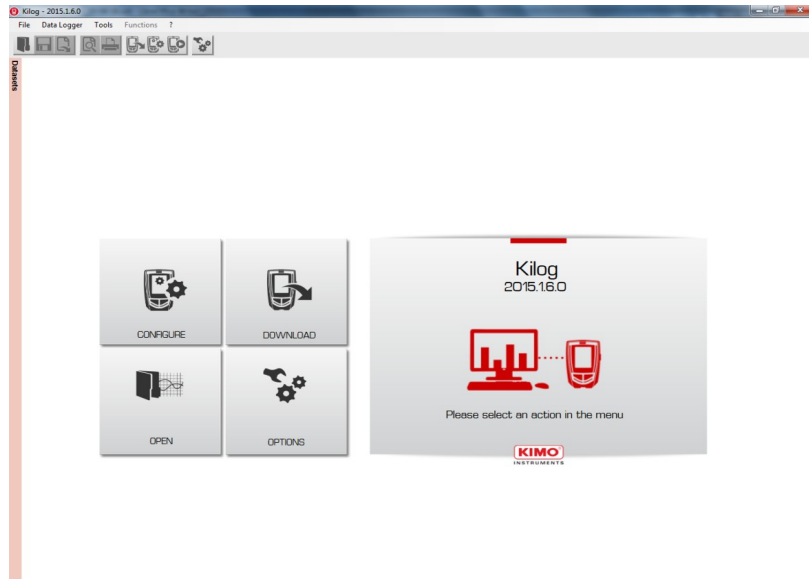 Kilog - 2015.1.6.0
File Data Logger Tools Functions ?
Datasets
CONFIGURE
DOWNLOAD
OPEN
OPTIONS
Kilog
2015.1.6.0
Please select an action in the menu
KIMO
INSTRUMENTS